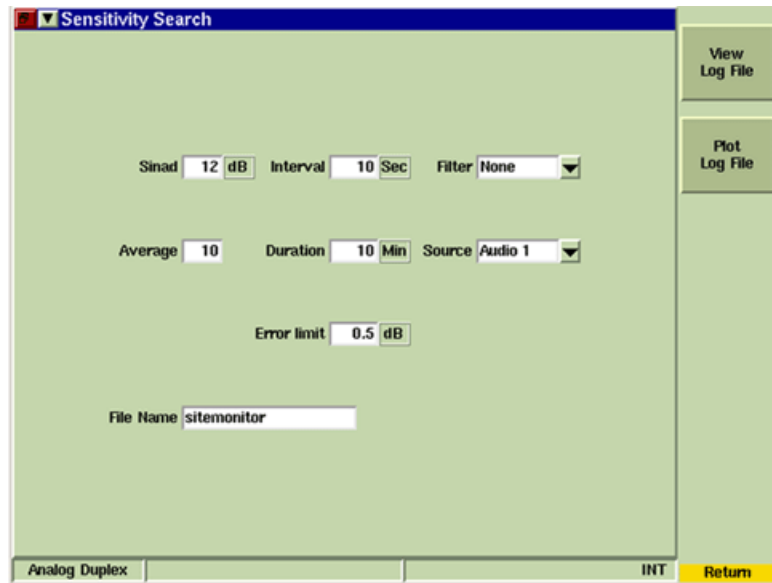 Sensitivity Search
View
Log File
Plot
Log File
Sinad 12 dB Interval 10 Sec Filter None
Average 10 Duration 10 Min Source Audio 1
Error limit 0.5 dB
File Name sitemonitor
Analog Duplex INT Return